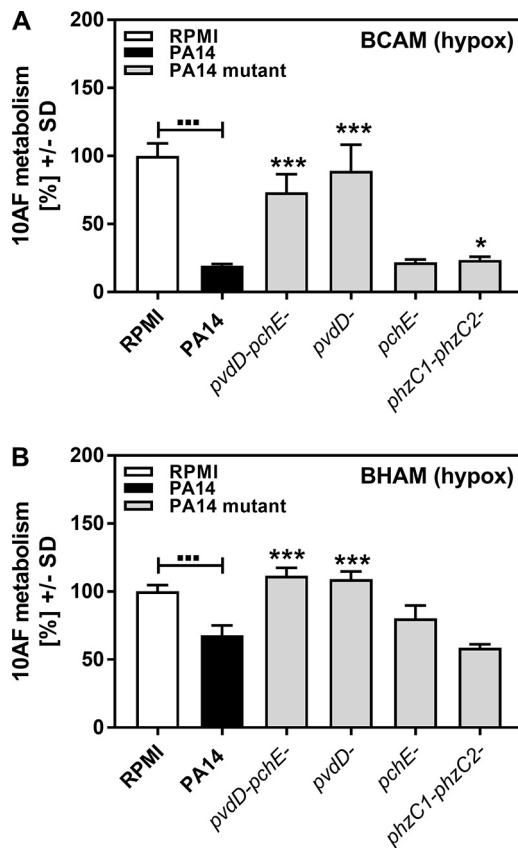 A
BCAM (hypox)
RPMI
PA14
PA14 mutant
10AF metabolism
[%] +/- SD
200
150
100
50
0
***
***
*
RPMI
PA14
pvdD-pchE-
pvdD-
pchE-
phzC1-phzC2-
B
BHAM (hypox)
RPMI
PA14
PA14 mutant
10AF metabolism
[%] +/- SD
200
150
100
50
0
***
***
RPMI
PA14
pvdD-pchE-
pvdD-
pchE-
phzC1-phzC2-